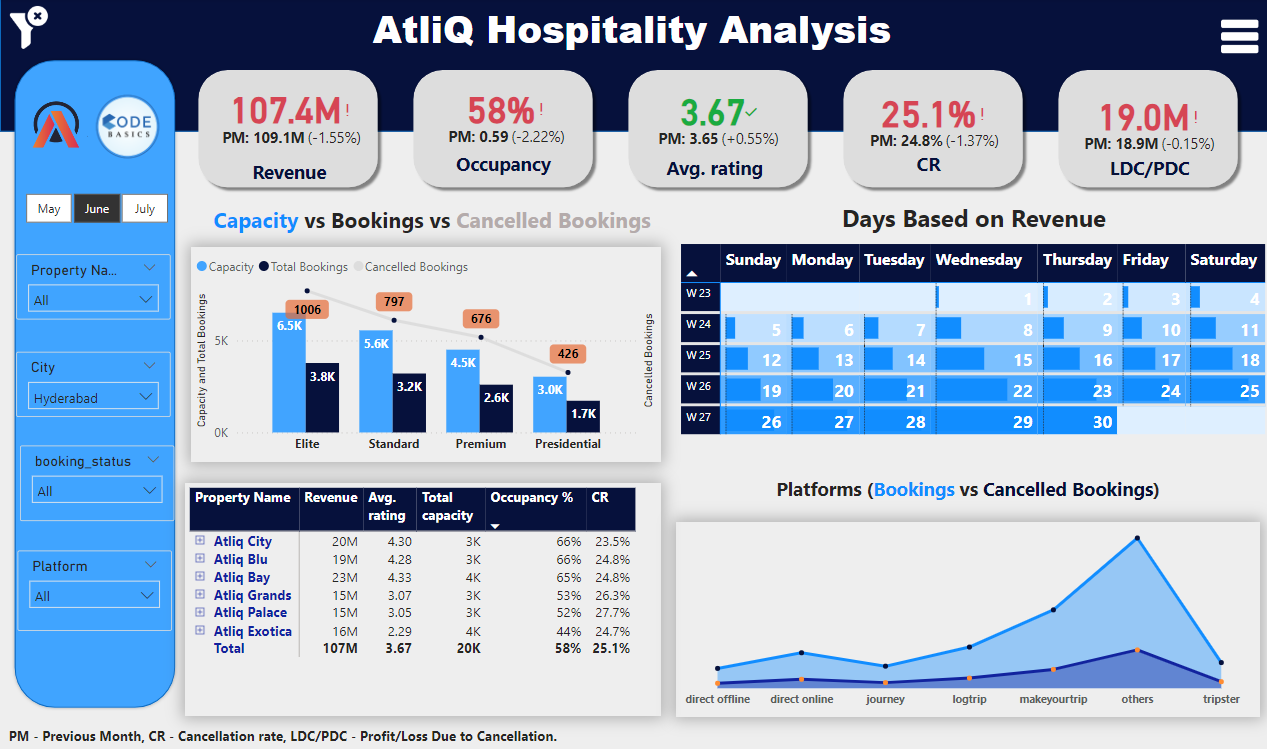 AtliQ Hospitality Analysis
CODE
BASICS
May June July
Property Na...
All
City
Hyderabad
booking_status
All
Platform
All
107.4M!
PM: 109.1M (-1.55%)
Revenue
58%!
PM: 0.59 (-2.22%)
Occupancy
3.67
PM: 3.65 (+0.55%)
Avg. rating
25.1%!
PM: 24.8% (-1.37%)
CR
19.0M!
PM: 18.9M (-0.15%)
LDC/PDC
Capacity vs Bookings vs Cancelled Bookings
Capacity Total Bookings Cancelled Bookings
Capacity and Total Bookings
5K
0K
1006
797
676
426
6.5K
5.6K
4.5K
3.0K
3.8K
3.2K
2.6K
1.7K
Elite Standard Premium Presidential
Cancelled Bookings
Days Based on Revenue
Sunday Monday Tuesday Wednesday Thursday Friday Saturday
W 23 1 2 3 4
W 24 5 6 7 8 9 10 11
W 25 12 13 14 15 16 17 18
W 26 19 20 21 22 23 24 25
W 27 26 27 28 29 30
Property Name Revenue Avg. rating Total capacity Occupancy % CR
Atliq City 20M 4.30 3K 66% 23.5%
Atliq Blu 19M 4.28 3K 66% 24.8%
Atliq Bay 23M 4.33 4K 65% 24.8%
Atliq Grands 15M 3.07 3K 53% 26.3%
Atliq Palace 15M 3.05 3K 52% 27.7%
Atliq Exotica 16M 2.29 4K 44% 24.7%
Total 107M 3.67 20K 58% 25.1%
Platforms (Bookings vs Cancelled Bookings)
direct offline direct online journey logtrip makeyourtrip others tripster
PM - Previous Month, CR - Cancellation rate, LDC/PDC - Profit/Loss Due to Cancellation.